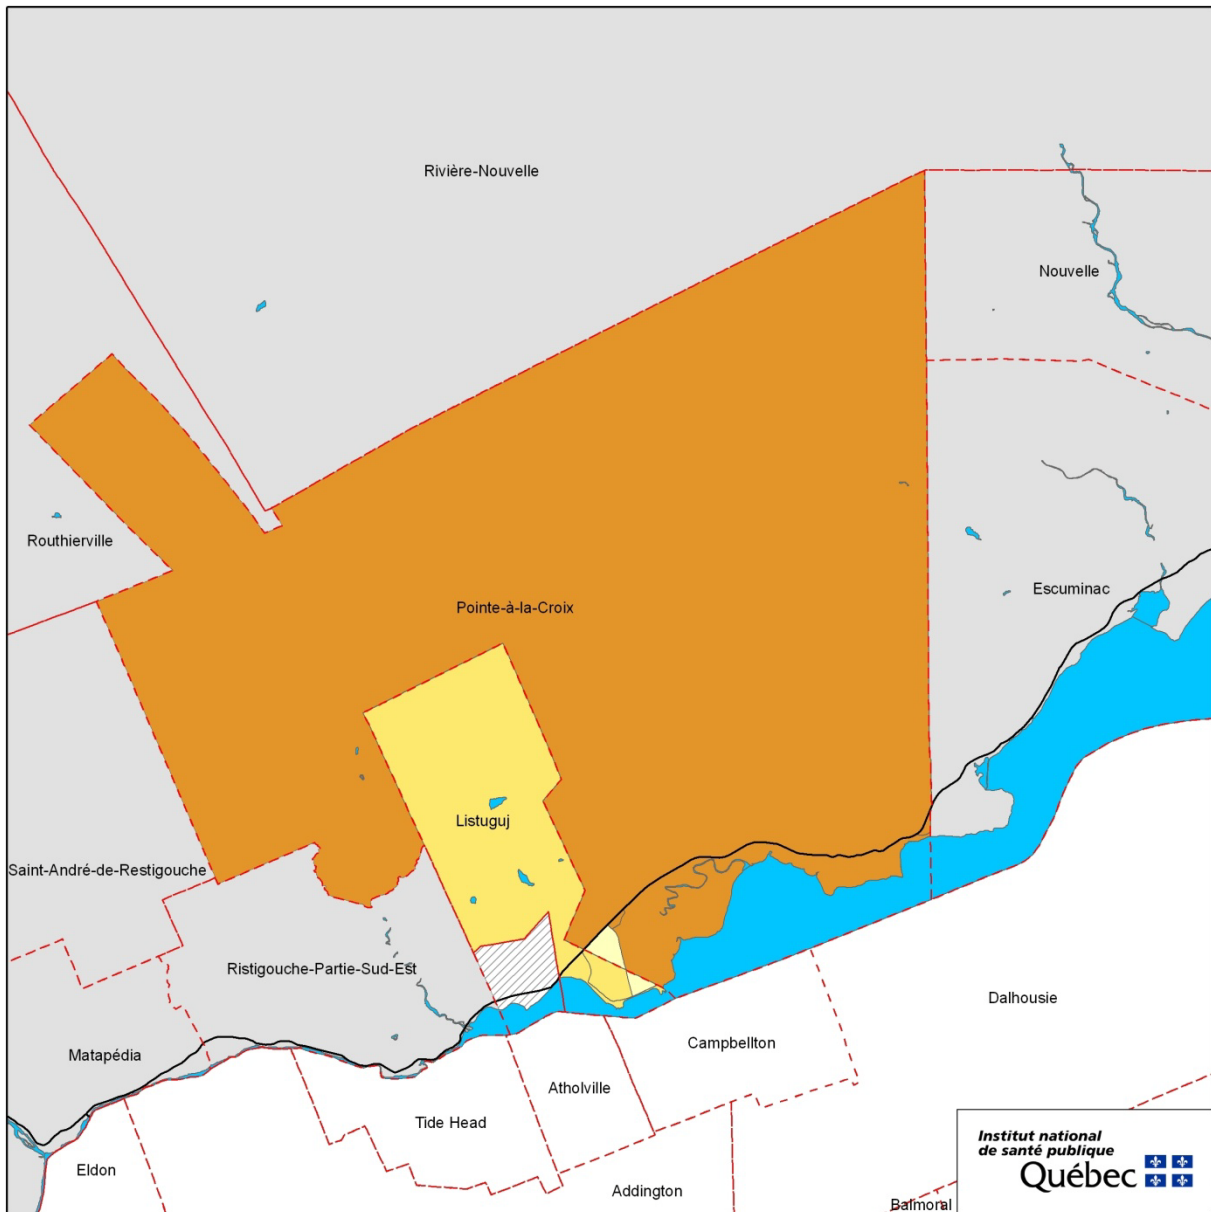 Rivière-Nouvelle
Nouvelle
Routhierville
Escuminac
Pointe-à-la-Croix
Listuguj
Saint-André-de-Restigouche
Ristigouche-Partie-Sud-Est
Dalhousie
Matapédia
Campbellton
Atholville
Tide Head
Eldon
Addington
Balmoral
Institut national
de santé publique
Québec